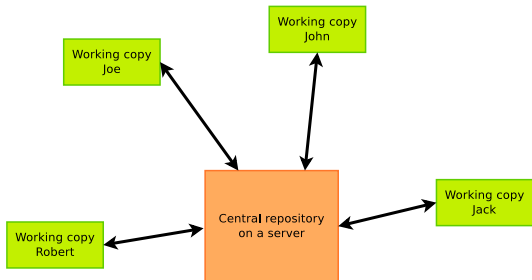 Working copy
John
Working copy
Joe
Working copy
Jack
Central repository
on a server
Working copy
Robert